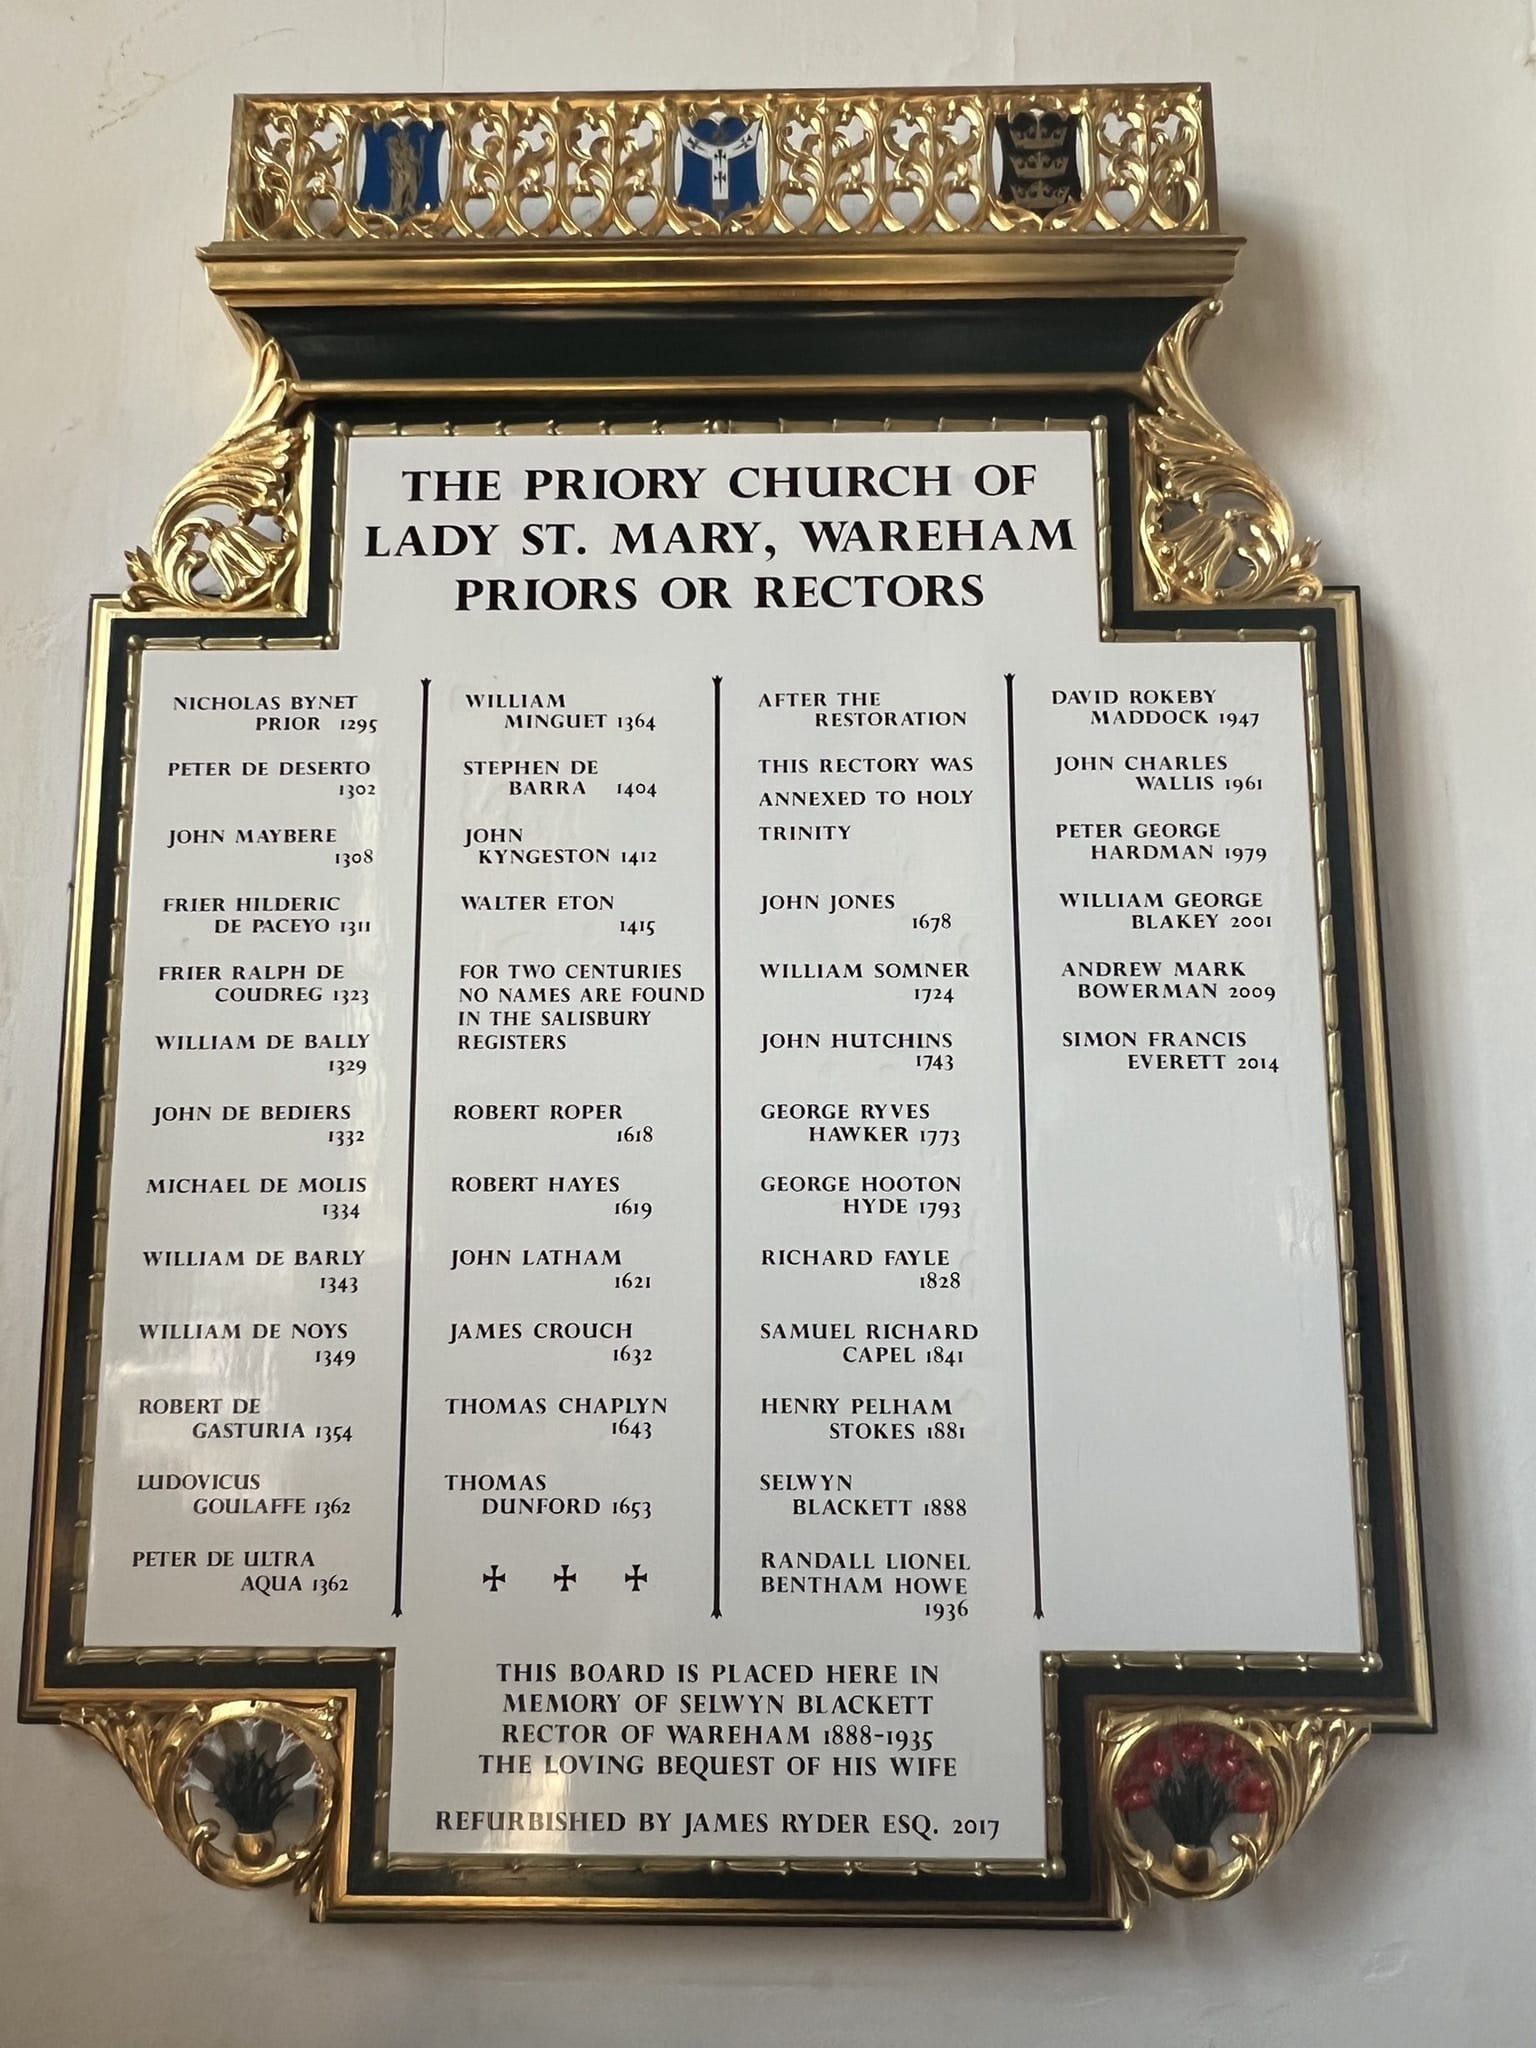 THE PRIORY CHURCH OF
LADY ST. MARY, WAREHAM
PRIORS OR RECTORS
NICHOLAS BYNET
PRIOR 1295
PETER DE DESERTO
1302
JOHN MAYBERE
1308
FRIER HILDERIC
DE PACEYO 1311
FRIER RALPH DE
COUDREG 1323
WILLIAM DE BALLY
1329
JOHN DE BEDIERS
1332
MICHAEL DE MOLIS
1334
WILLIAM DE BARLY
1343
WILLIAM DE NOYS
1349
ROBERT DE
GASTURIA 1354
LUDOVICUS
GOULAFFE 1362
PETER DE ULTRA
AQUA 1362
WILLIAM
MINGUET 1364
STEPHEN DE
BARRA 1404
JOHN
KYNGESTON 1412
WALTER ETON
1415
FOR TWO CENTURIES
NO NAMES ARE FOUND
IN THE SALISBURY
REGISTERS
ROBERT ROPER
1618
ROBERT HAYES
1619
JOHN LATHAM
1621
JAMES CROUCH
1632
THOMAS CHAPLYN
1643
THOMAS
DUNFORD 1653
AFTER THE
RESTORATION
THIS RECTORY WAS
ANNEXED TO HOLY
TRINITY
JOHN JONES
1678
WILLIAM SOMNER
1724
JOHN HUTCHINS
1743
GEORGE RYVES
HAWKER 1773
GEORGE HOOTON
HYDE 1793
RICHARD FAYLE
1828
SAMUEL RICHARD
CAPEL 1841
HENRY PELHAM
STOKES 1881
SELWYN
BLACKETT 1888
RANDALL LIONEL
BENTHAM HOWE
1936
DAVID ROKEBY
MADDOCK 1947
JOHN CHARLES
WALLIS 1961
PETER GEORGE
HARDMAN 1979
WILLIAM GEORGE
BLAKEY 2001
ANDREW MARK
BOWERMAN 2009
SIMON FRANCIS
EVERETT 2014
THIS BOARD IS PLACED HERE IN
MEMORY OF SELWYN BLACKETT
RECTOR OF WAREHAM 1888-1935
THE LOVING BEQUEST OF HIS WIFE
REFURBISHED BY JAMES RYDER ESQ. 2017